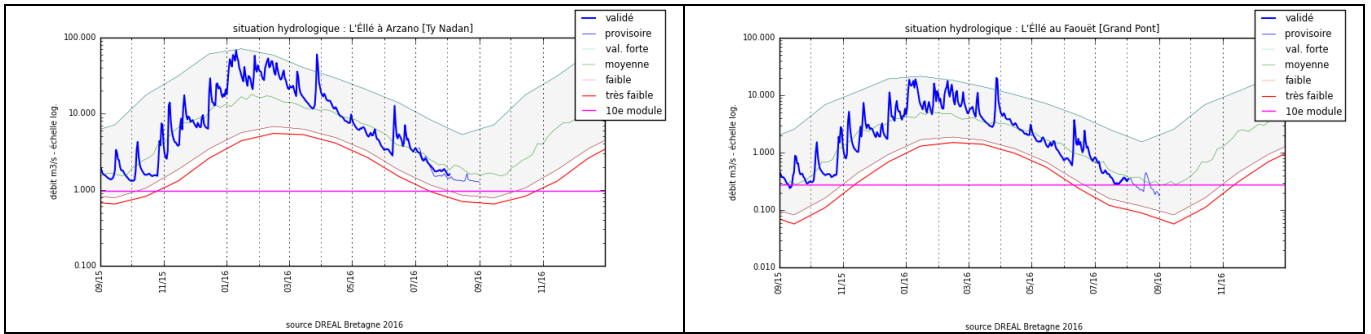 situation hydrologique : L'Éllé à Arzano [Ty Nadan]
validé
provisoire
val. forte
moyenne
faible
très faible
10e module
débit m3/s - échelle log.
100.000
10.000
1.000
0.100
09/15
11/15
01/16
03/16
05/16
07/16
09/16
11/16
source DREAL Bretagne 2016
situation hydrologique : L'Éllé au Faouët [Grand Pont]
validé
provisoire
val. forte
moyenne
faible
très faible
10e module
débit m3/s - échelle log.
100.000
10.000
1.000
0.100
0.010
09/15
11/15
01/16
03/16
05/16
07/16
09/16
11/16
source DREAL Bretagne 2016